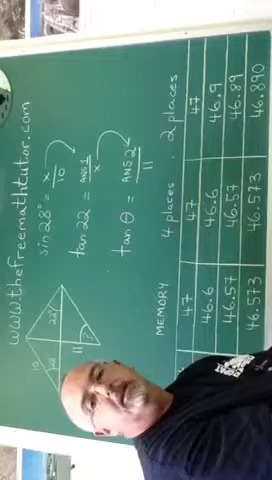 www.thefreemathtutor.com
10
28
22°
11
?
sin 28° = x/10
tan 22 = ANS1/x
tan θ = ANS2/11
MEMORY 4 places . 2 places
47 47 47
46.6 46.6 46.9
46.57 46.57 46.89
46.573 46.573 46.890